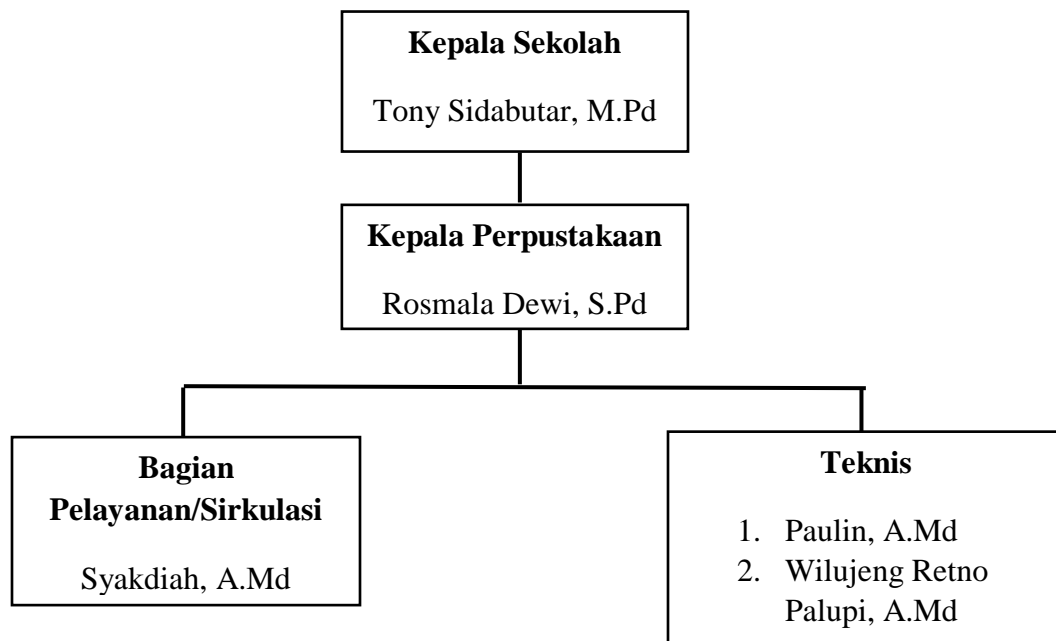 Kepala Sekolah
Tony Sidabutar, M.Pd
Kepala Perpustakaan
Rosmala Dewi, S.Pd
Bagian
Pelayanan/Sirkulasi
Syakdiah, A.Md
Teknis
1. Paulin, A.Md
2. Wilujeng Retno
Palupi, A.Md